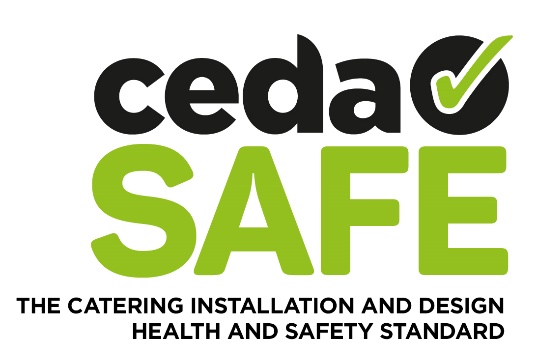 ceda
SAFE
THE CATERING INSTALLATION AND DESIGN
HEALTH AND SAFETY STANDARD